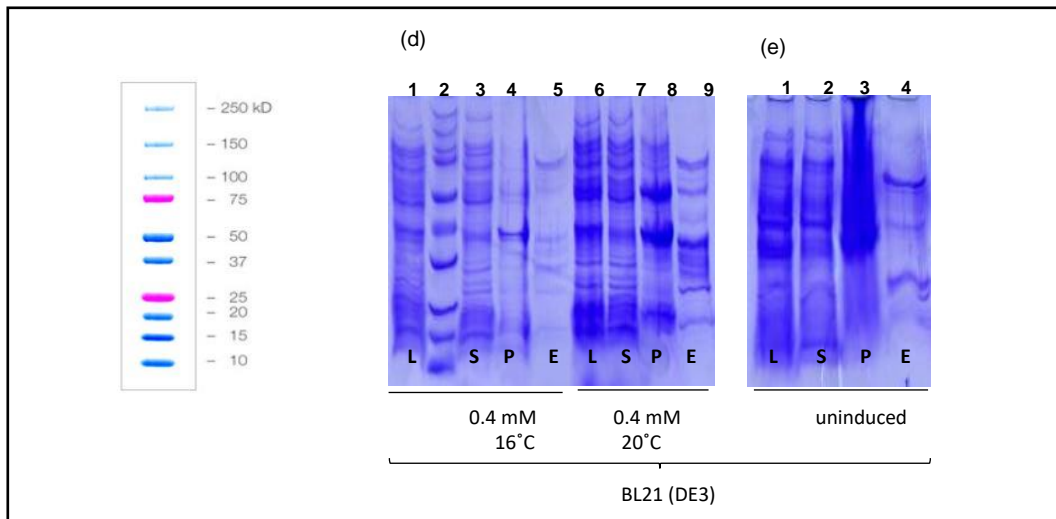 – 250 kD
– 150
– 100
– 75
– 50
– 37
– 25
– 20
– 15
– 10
(d)
1 2 3 4 5 6 7 8 9
L S P E L S P E
0.4 mM
16˚C
0.4 mM
20˚C
(e)
1 2 3 4
L S P E
uninduced
BL21 (DE3)